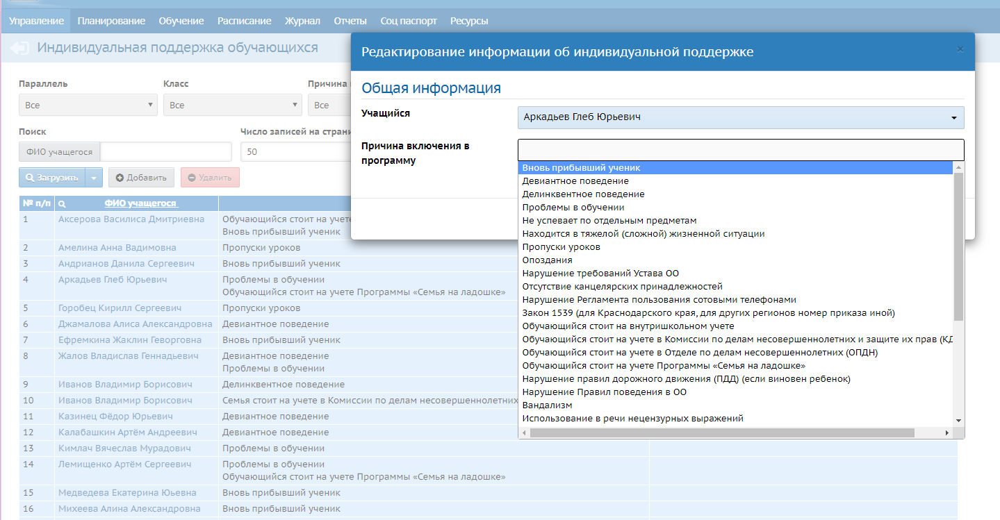 Управление Планирование Обучение Расписание Журнал Отчеты Соц паспорт Ресурсы
Индивидуальная поддержка обучающихся
Редактирование информации об индивидуальной поддержке
×
Общая информация
Учащийся
Аркадьев Глеб Юрьевич
Причина включения в
программу
Вновь прибывший ученик
Девиантное поведение
Делинквентное поведение
Проблемы в обучении
Не успевает по отдельным предметам
Находится в тяжелой (сложной) жизненной ситуации
Пропуски уроков
Опоздания
Нарушение требований Устава ОО
Отсутствие канцелярских принадлежностей
Нарушение Регламента пользования сотовыми телефонами
Закон 1539 (для Краснодарского края, для других регионов номер приказа иной)
Обучающийся стоит на внутришкольном учете
Обучающийся стоит на учете в Комиссии по делам несовершеннолетних и защите их прав (КД
Обучающийся стоит на учете в Отделе по делам несовершеннолетних (ОПДН)
Обучающийся стоит на учете Программы «Семья на ладошке»
Нарушение правил дорожного движения (ПДД) (если виновен ребенок)
Нарушение Правил поведения в ОО
Вандализм
Использование в речи нецензурных выражений
Параллель Класс Причина
Все Все Все
Поиск Число записей на страни
ФИО учащегося 50
Загрузить Добавить Удалить
№ п/п ФИО учащегося
1 Аксерова Василиса Дмитриевна Обучающийся стоит на учете
Вновь прибывший ученик
2 Амелина Анна Вадимовна Пропуски уроков
3 Андрианов Данила Сергеевич Вновь прибывший ученик
4 Аркадьев Глеб Юрьевич Проблемы в обучении
Обучающийся стоит на учете Программы «Семья на ладошке»
5 Горобец Кирилл Сергеевич Пропуски уроков
6 Джамалова Алиса Александровна Девиантное поведение
7 Ефремкина Жаклин Геворговна Вновь прибывший ученик
8 Жалов Владислав Геннадьевич Девиантное поведение
Проблемы в обучении
9 Иванов Владимир Борисович Делинквентное поведение
10 Иванов Владимир Борисович Семья стоит на учете в Комиссии по делам несовершеннолетних
11 Казинец Фёдор Юрьевич Девиантное поведение
12 Калабашкин Артём Андреевич Девиантное поведение
13 Кимлач Вячеслав Мурадович Проблемы в обучении
14 Лемищенко Артём Сергеевич Проблемы в обучении
Обучающийся стоит на учете Программы «Семья на ладошке»
15 Медведева Екатерина Юьевна Вновь прибывший ученик
16 Михеева Алина Александровна Вновь прибывший ученик